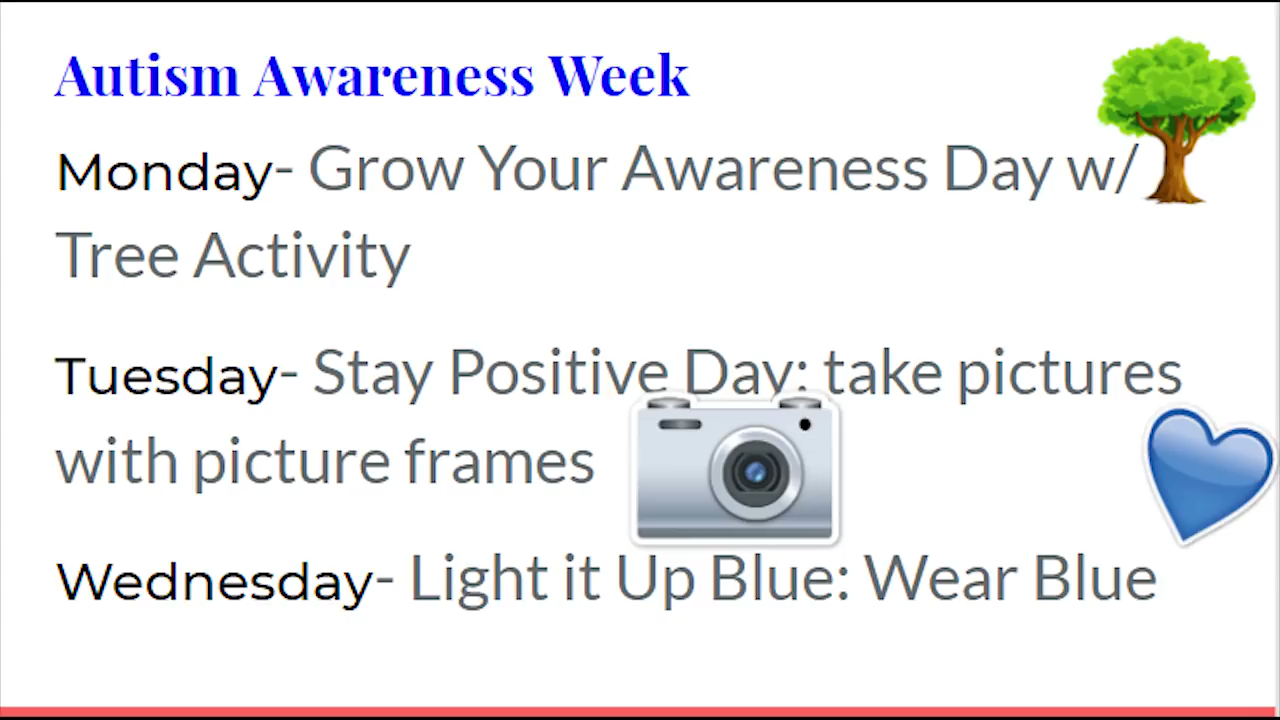 Autism Awareness Week
Monday- Grow Your Awareness Day w/
Tree Activity
Tuesday- Stay Positive Day: take pictures
with picture frames
Wednesday- Light it Up Blue: Wear Blue